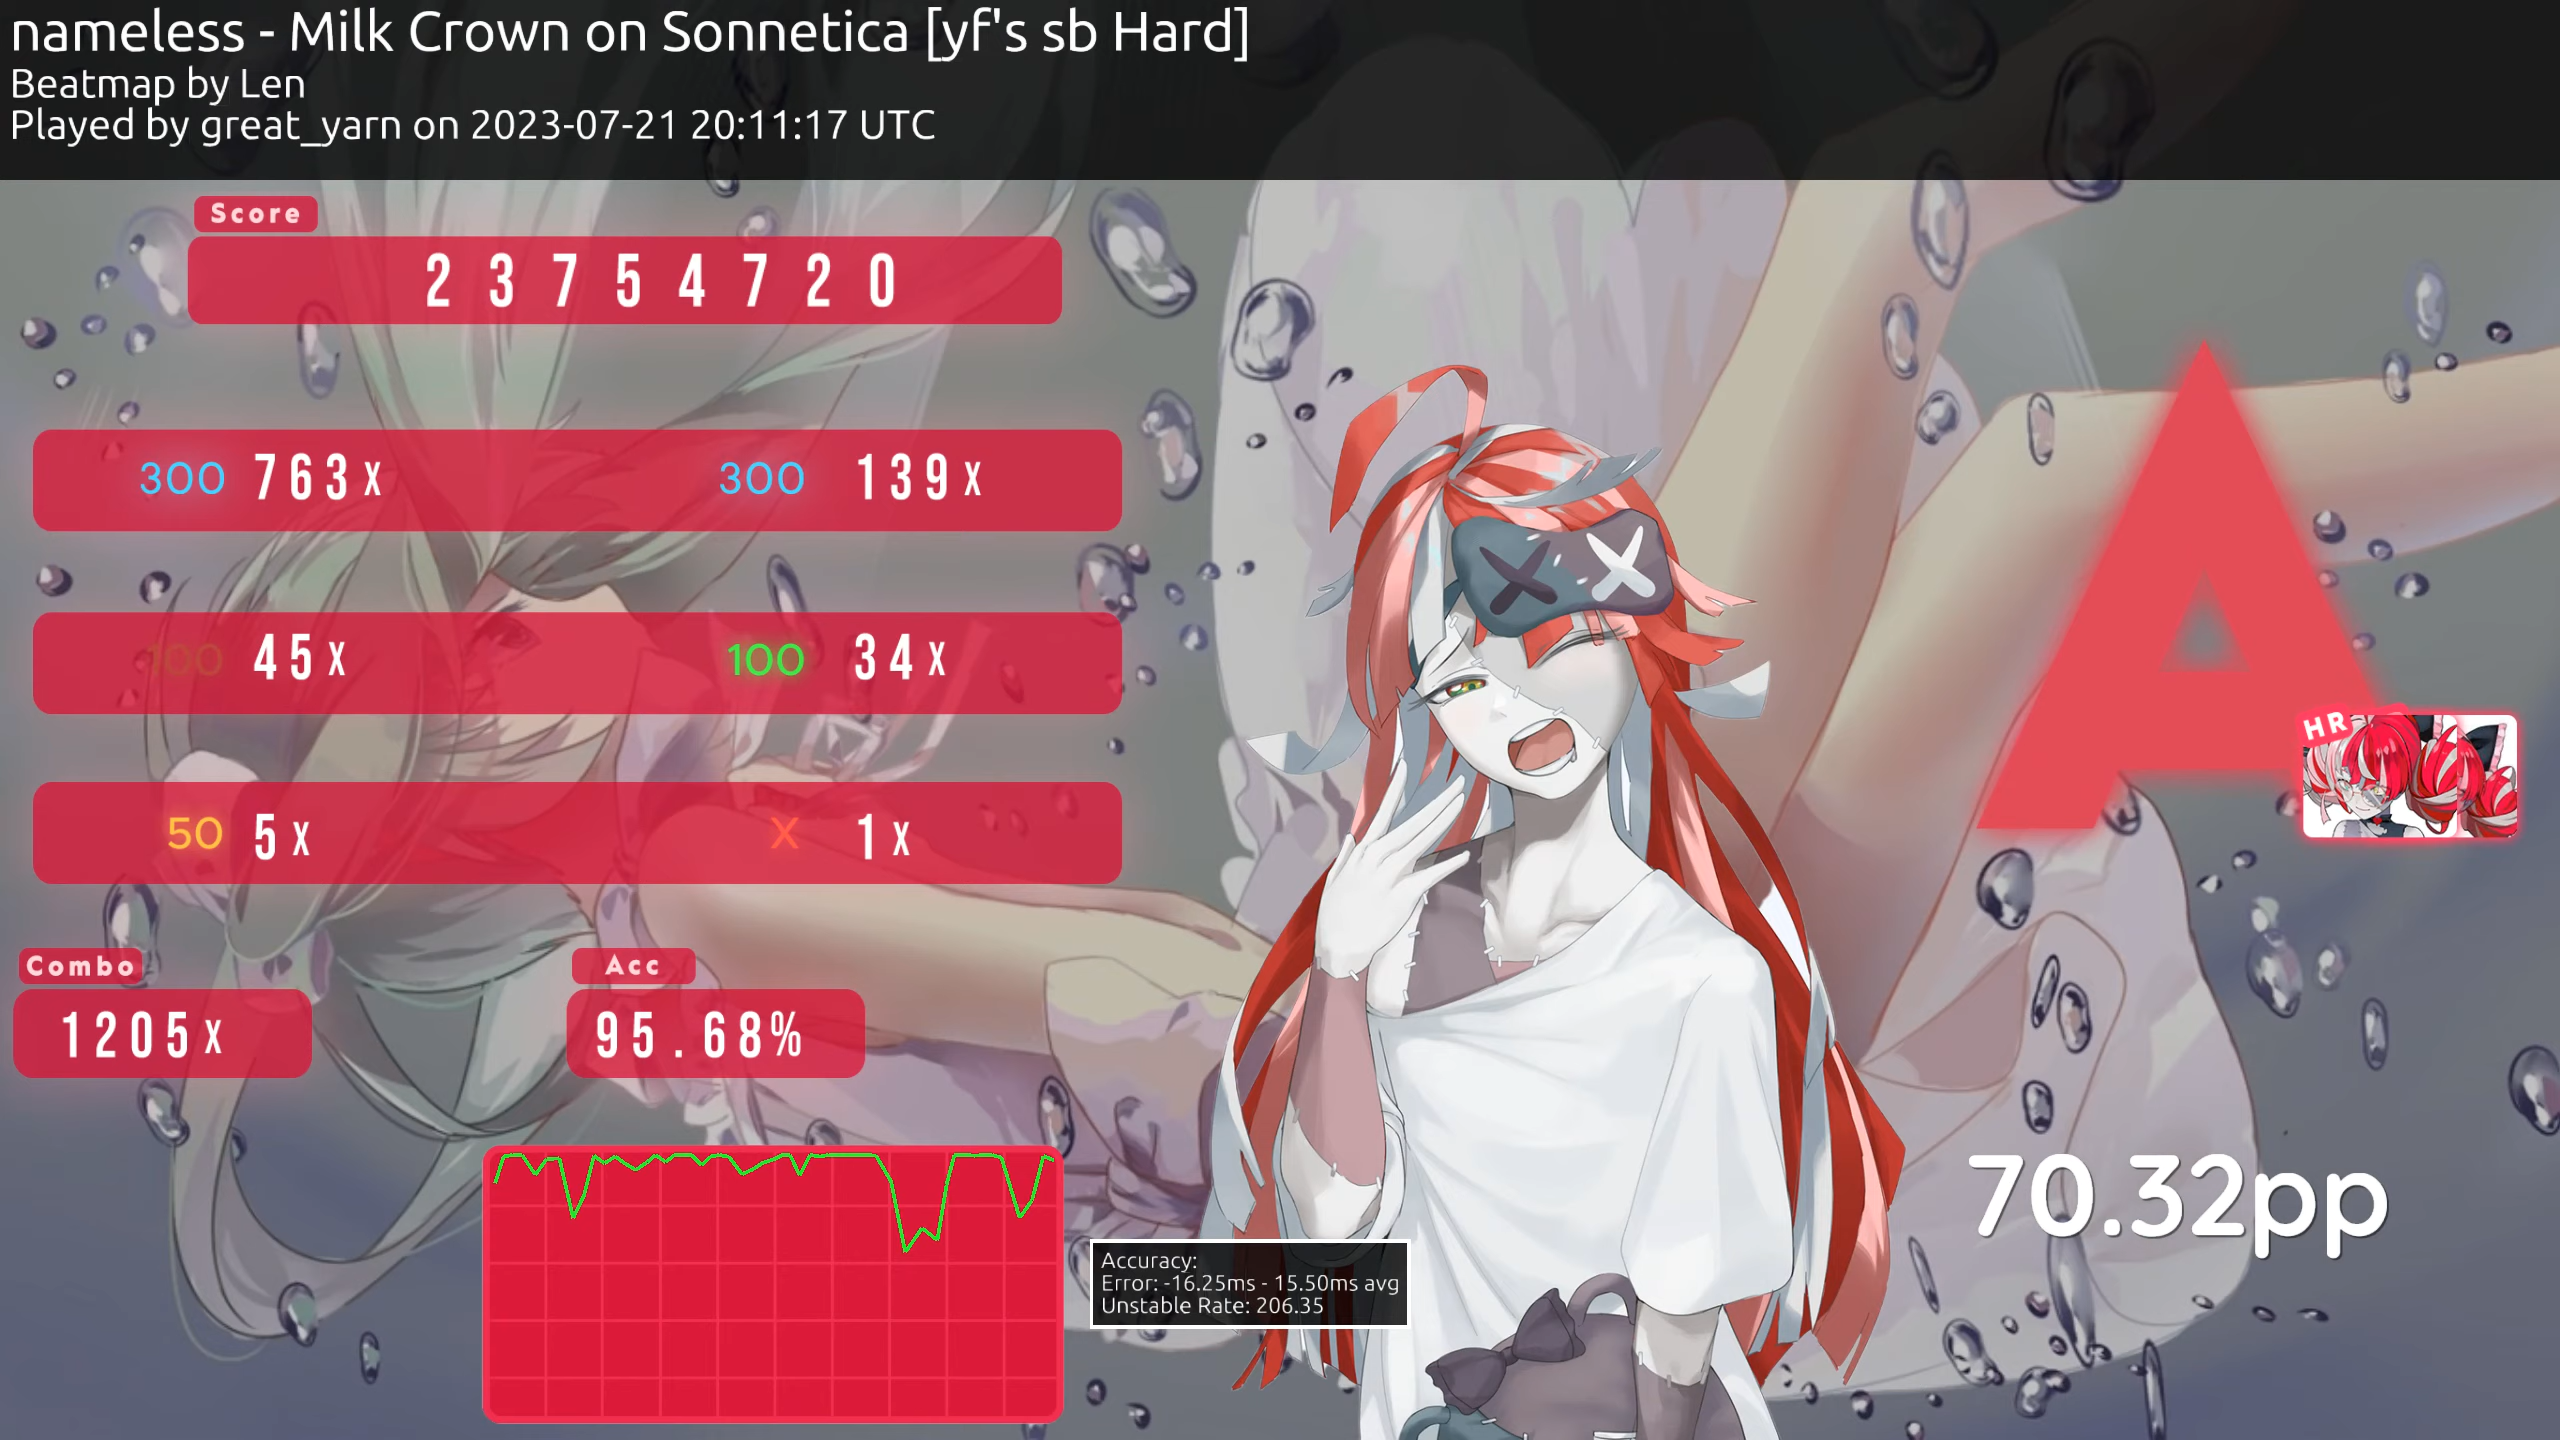 nameless - Milk Crown on Sonnetica [yf's sb Hard]
Beatmap by Len
Played by great_yarn on 2023-07-21 20:11:17 UTC
Score
23754720
300 763x 300 139x
100 45x 100 34x
50 5x X 1x
HR
Combo Acc
1205x 95.68%
70.32pp
Accuracy:
Error: -16.25ms - 15.50ms avg
Unstable Rate: 206.35
A